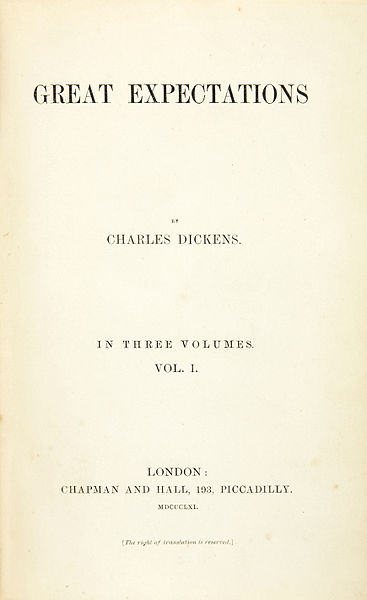 GREAT EXPECTATIONS
BY
CHARLES DICKENS.
IN THREE VOLUMES.
VOL. I.
LONDON:
CHAPMAN AND HALL, 193, PICCADILLY.
MDCCCLXI.
[The right of translation is reserved.]